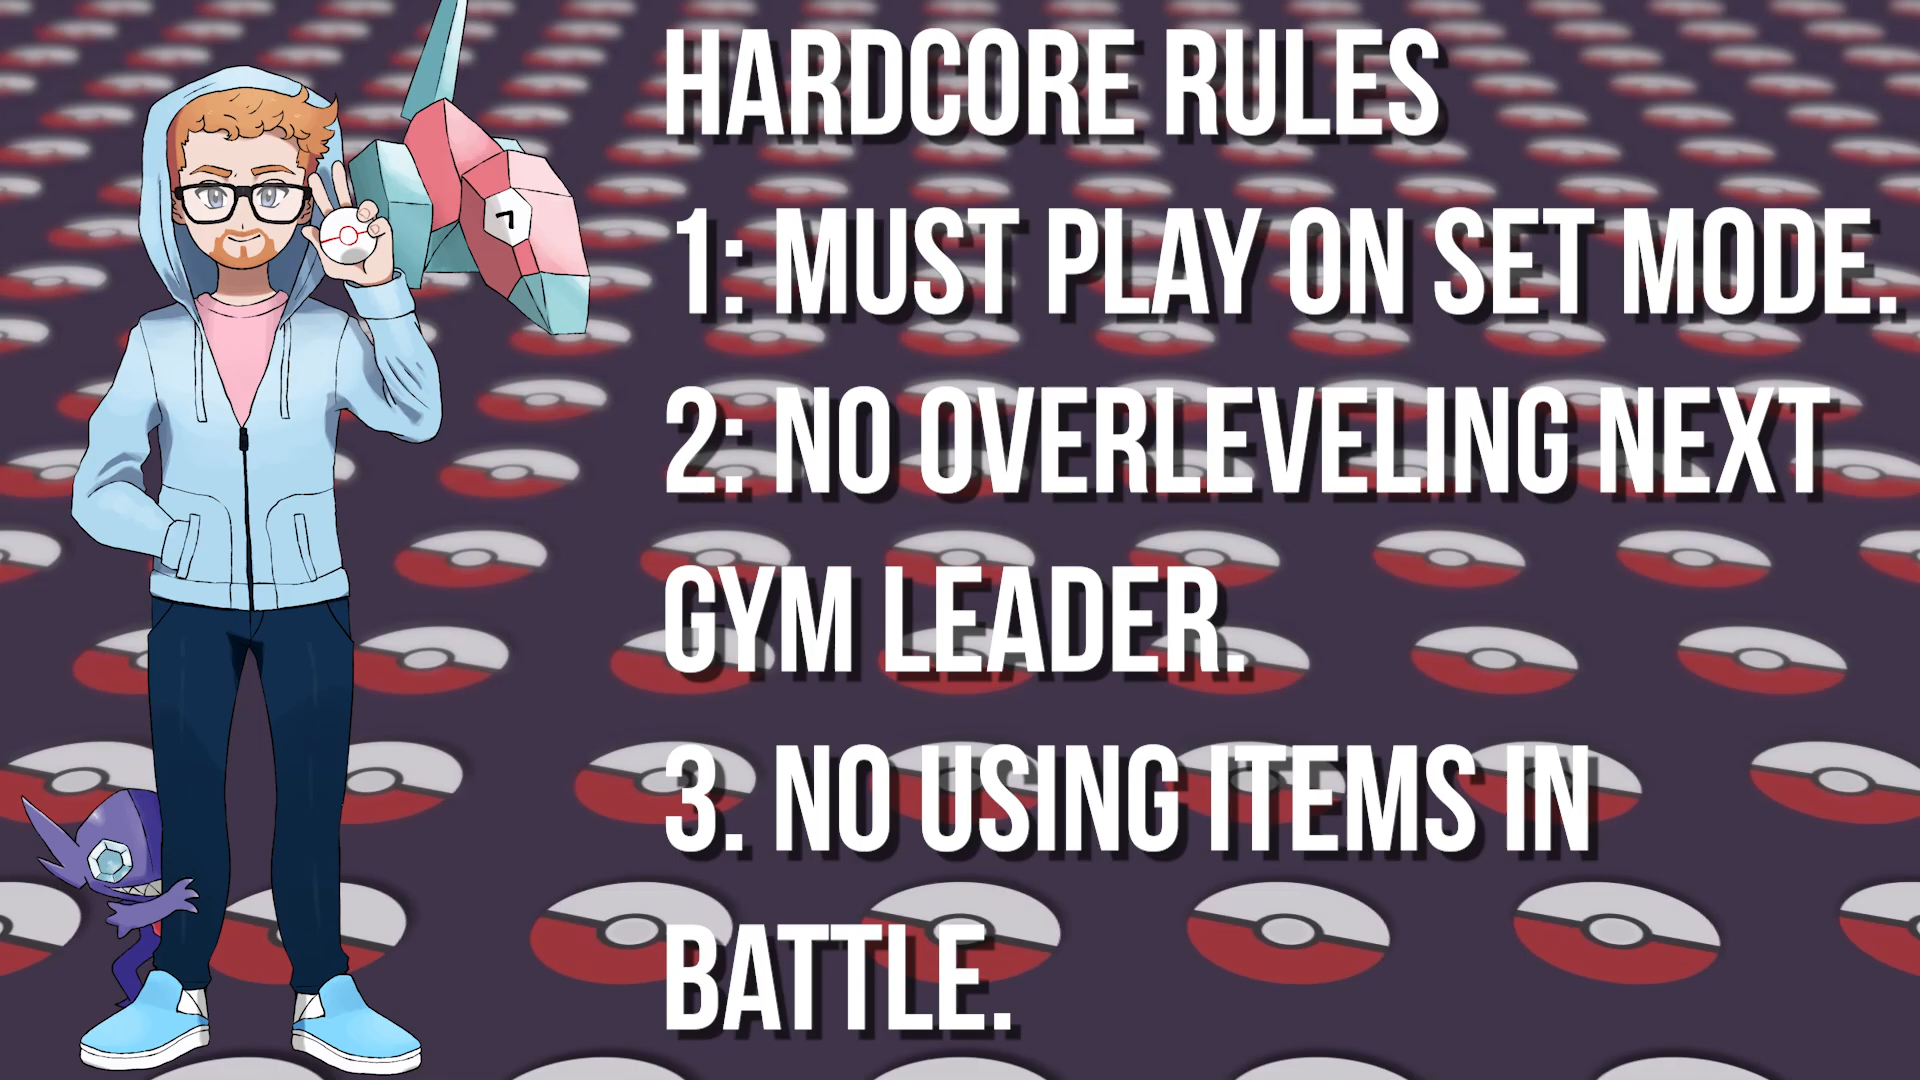 HARDCORE RULES
1: MUST PLAY ON SET MODE.
2: NO OVERLEVELING NEXT
GYM LEADER.
3. NO USING ITEMS IN
BATTLE.